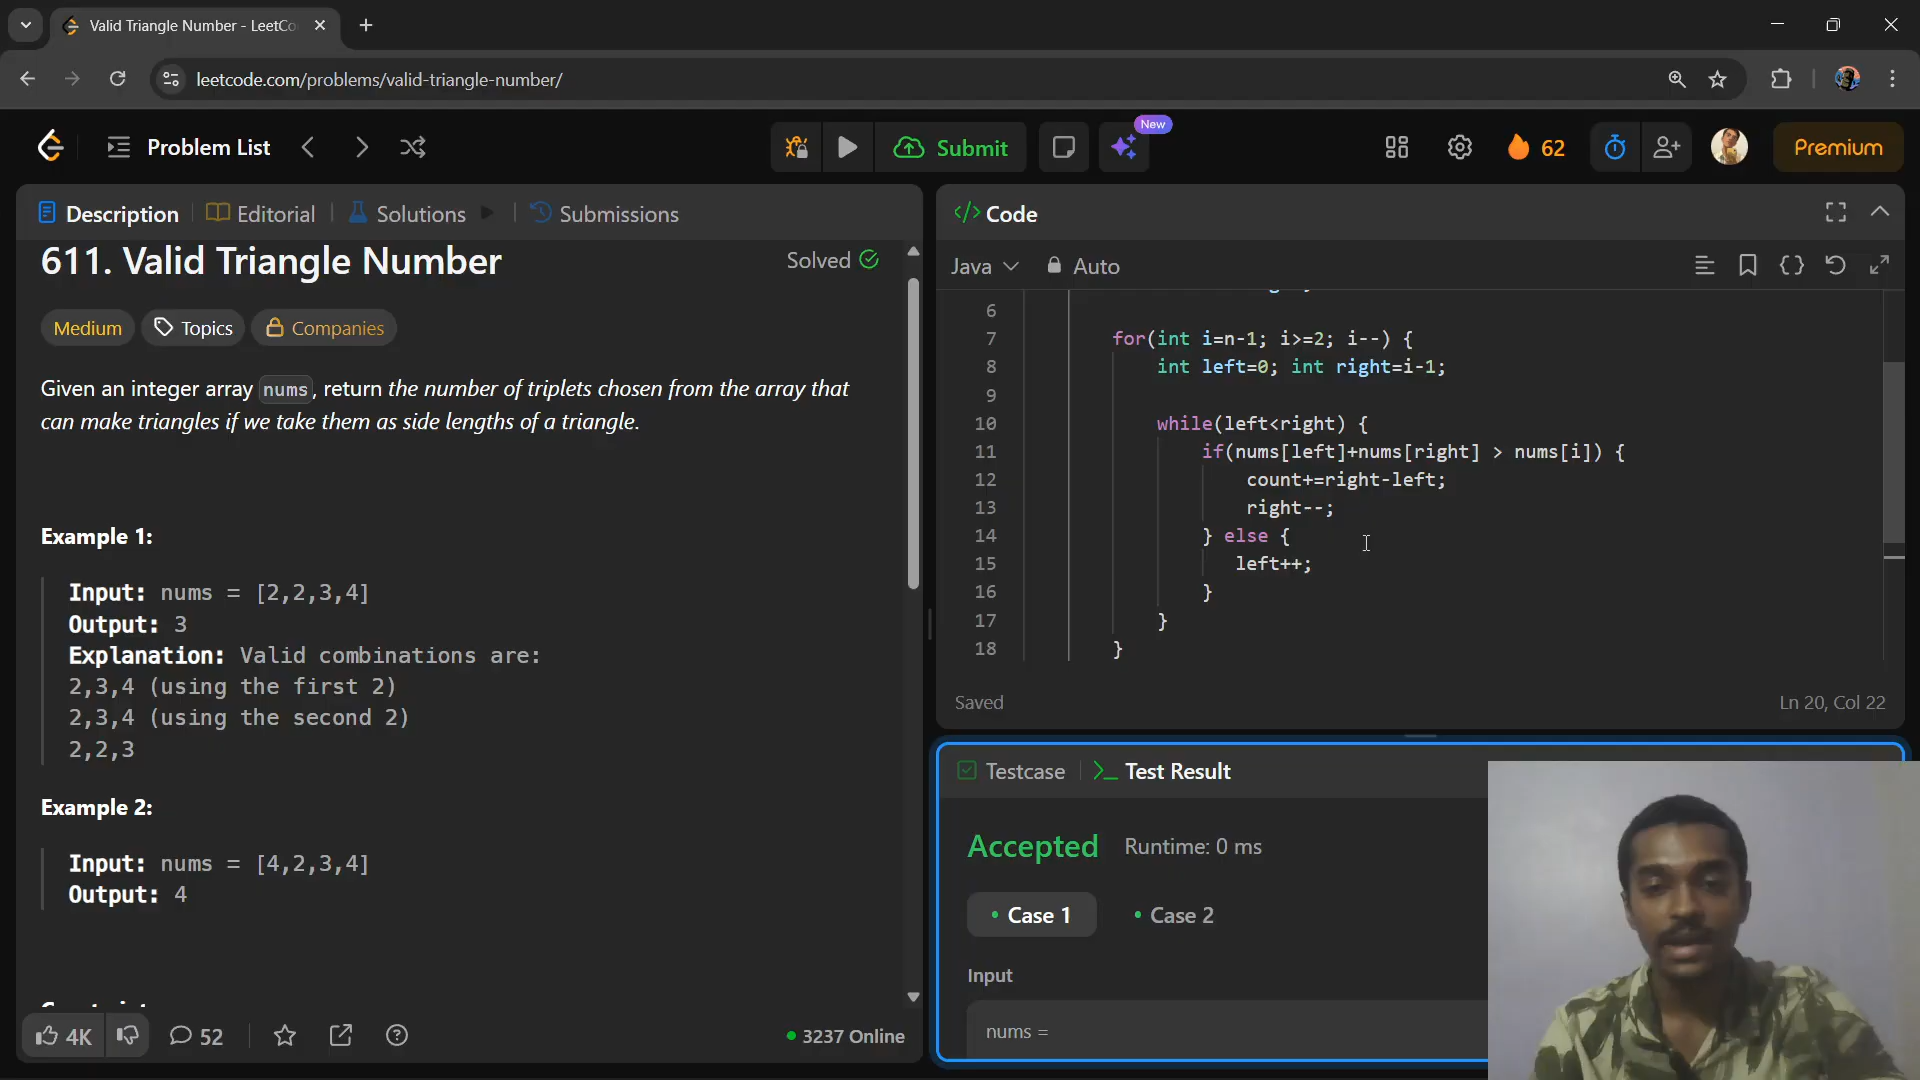 Valid Triangle Number - LeetCo
leetcode.com/problems/valid-triangle-number/
Problem List
Submit
New
62
Premium
Description
Editorial
Solutions
Submissions
611. Valid Triangle Number
Solved
Medium
Topics
Companies
Given an integer array nums, return the number of triplets chosen from the array that
can make triangles if we take them as side lengths of a triangle.
Example 1:
Input: nums = [2,2,3,4]
Output: 3
Explanation: Valid combinations are:
2,3,4 (using the first 2)
2,3,4 (using the second 2)
2,2,3
Example 2:
Input: nums = [4,2,3,4]
Output: 4
4K
52
3237 Online
</> Code
Java
Auto
6
7 for(int i=n-1; i>=2; i--) {
8 int left=0; int right=i-1;
9
10 while(left<right) {
11 if(nums[left]+nums[right] > nums[i]) {
12 count+=right-left;
13 right--;
14 } else {
15 left++;
16 }
17 }
18 }
Saved
Ln 20, Col 22
Testcase
Test Result
Accepted
Runtime: 0 ms
Case 1
Case 2
Input
nums =